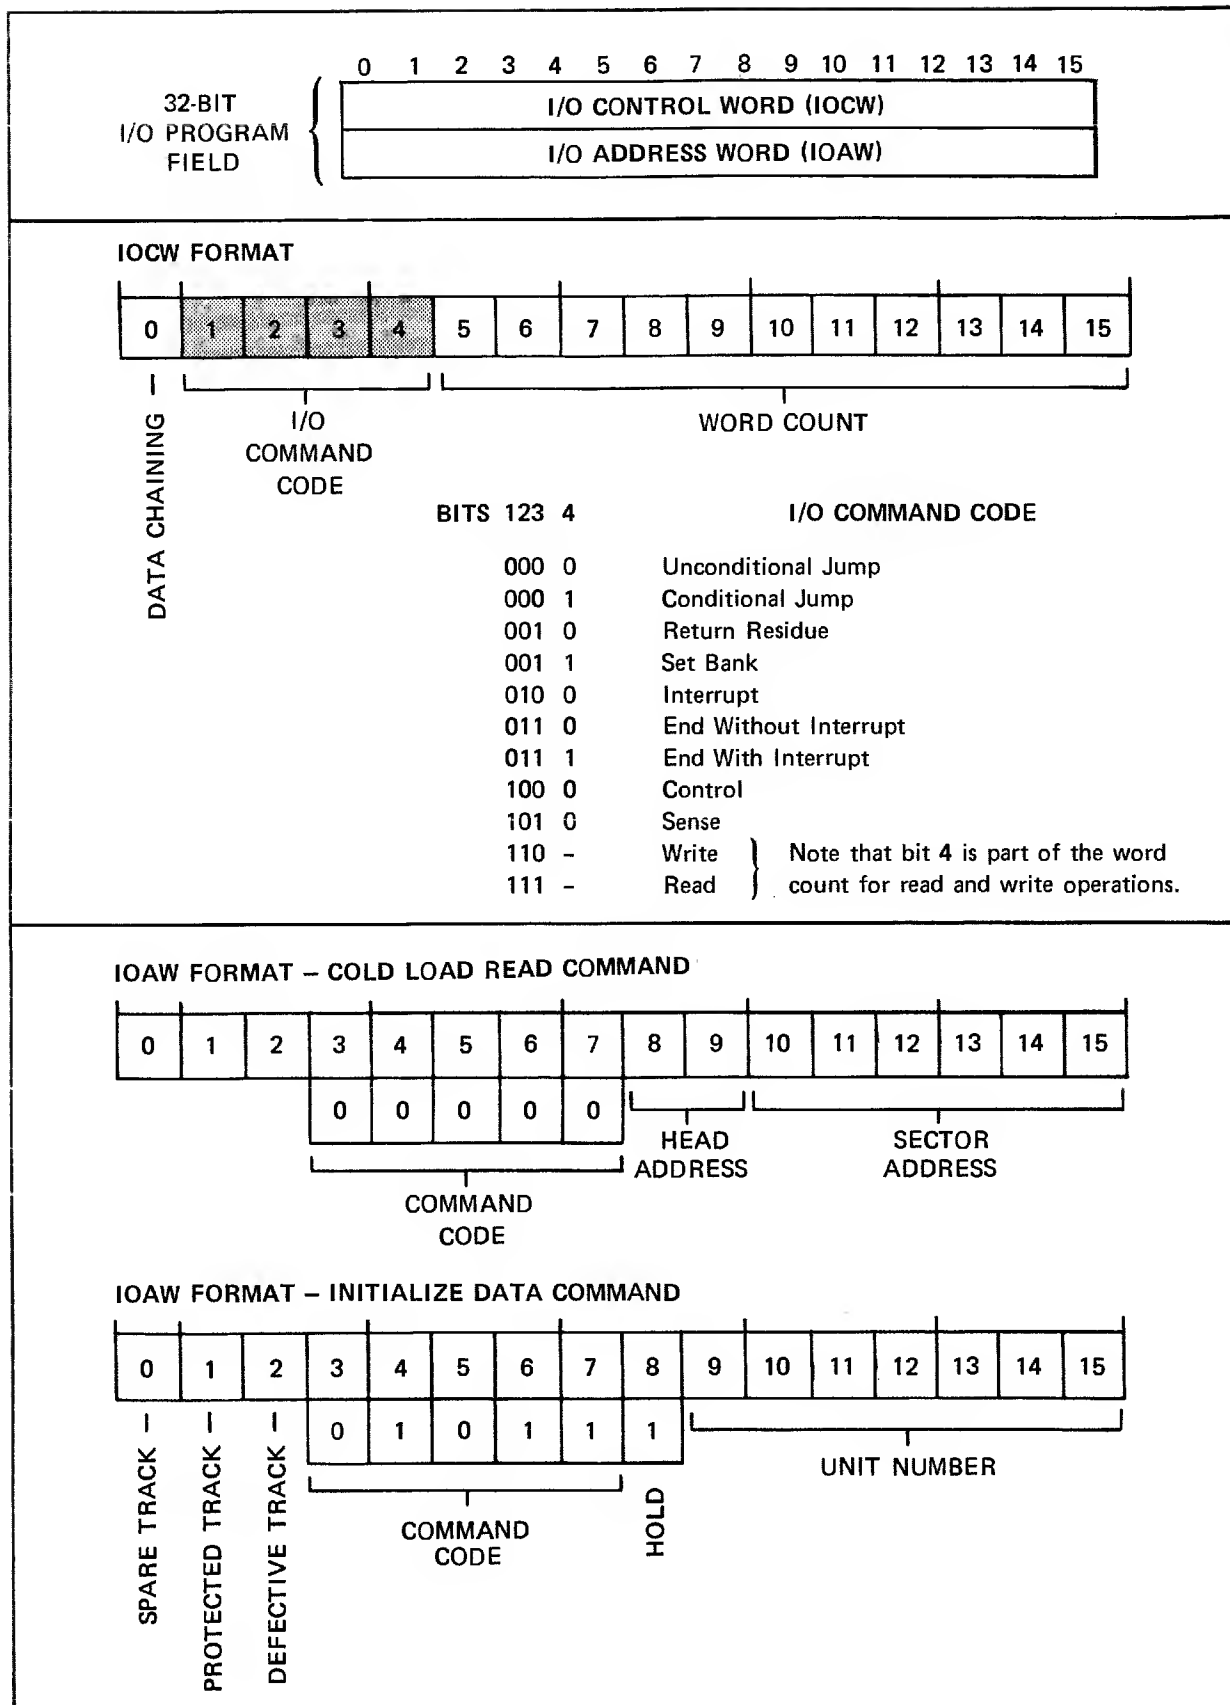 0 1 2 3 4 5 6 7 8 9 10 11 12 13 14 15
32-BIT
I/O PROGRAM
FIELD
I/O CONTROL WORD (IOCW)
I/O ADDRESS WORD (IOAW)
IOCW FORMAT
0 1 2 3 4 5 6 7 8 9 10 11 12 13 14 15
DATA CHAINING
I/O
COMMAND
CODE
WORD COUNT
BITS 123 4 I/O COMMAND CODE
000 0 Unconditional Jump
000 1 Conditional Jump
001 0 Return Residue
001 1 Set Bank
010 0 Interrupt
011 0 End Without Interrupt
011 1 End With Interrupt
100 0 Control
101 0 Sense
110 – Write
111 – Read
Note that bit 4 is part of the word
count for read and write operations.
IOAW FORMAT – COLD LOAD READ COMMAND
0 1 2 3 4 5 6 7 8 9 10 11 12 13 14 15
0 0 0 0 0
COMMAND
CODE
HEAD
ADDRESS
SECTOR
ADDRESS
IOAW FORMAT – INITIALIZE DATA COMMAND
0 1 2 3 4 5 6 7 8 9 10 11 12 13 14 15
0 1 0 1 1 1
SPARE TRACK
PROTECTED TRACK
DEFECTIVE TRACK
COMMAND
CODE
HOLD
UNIT NUMBER